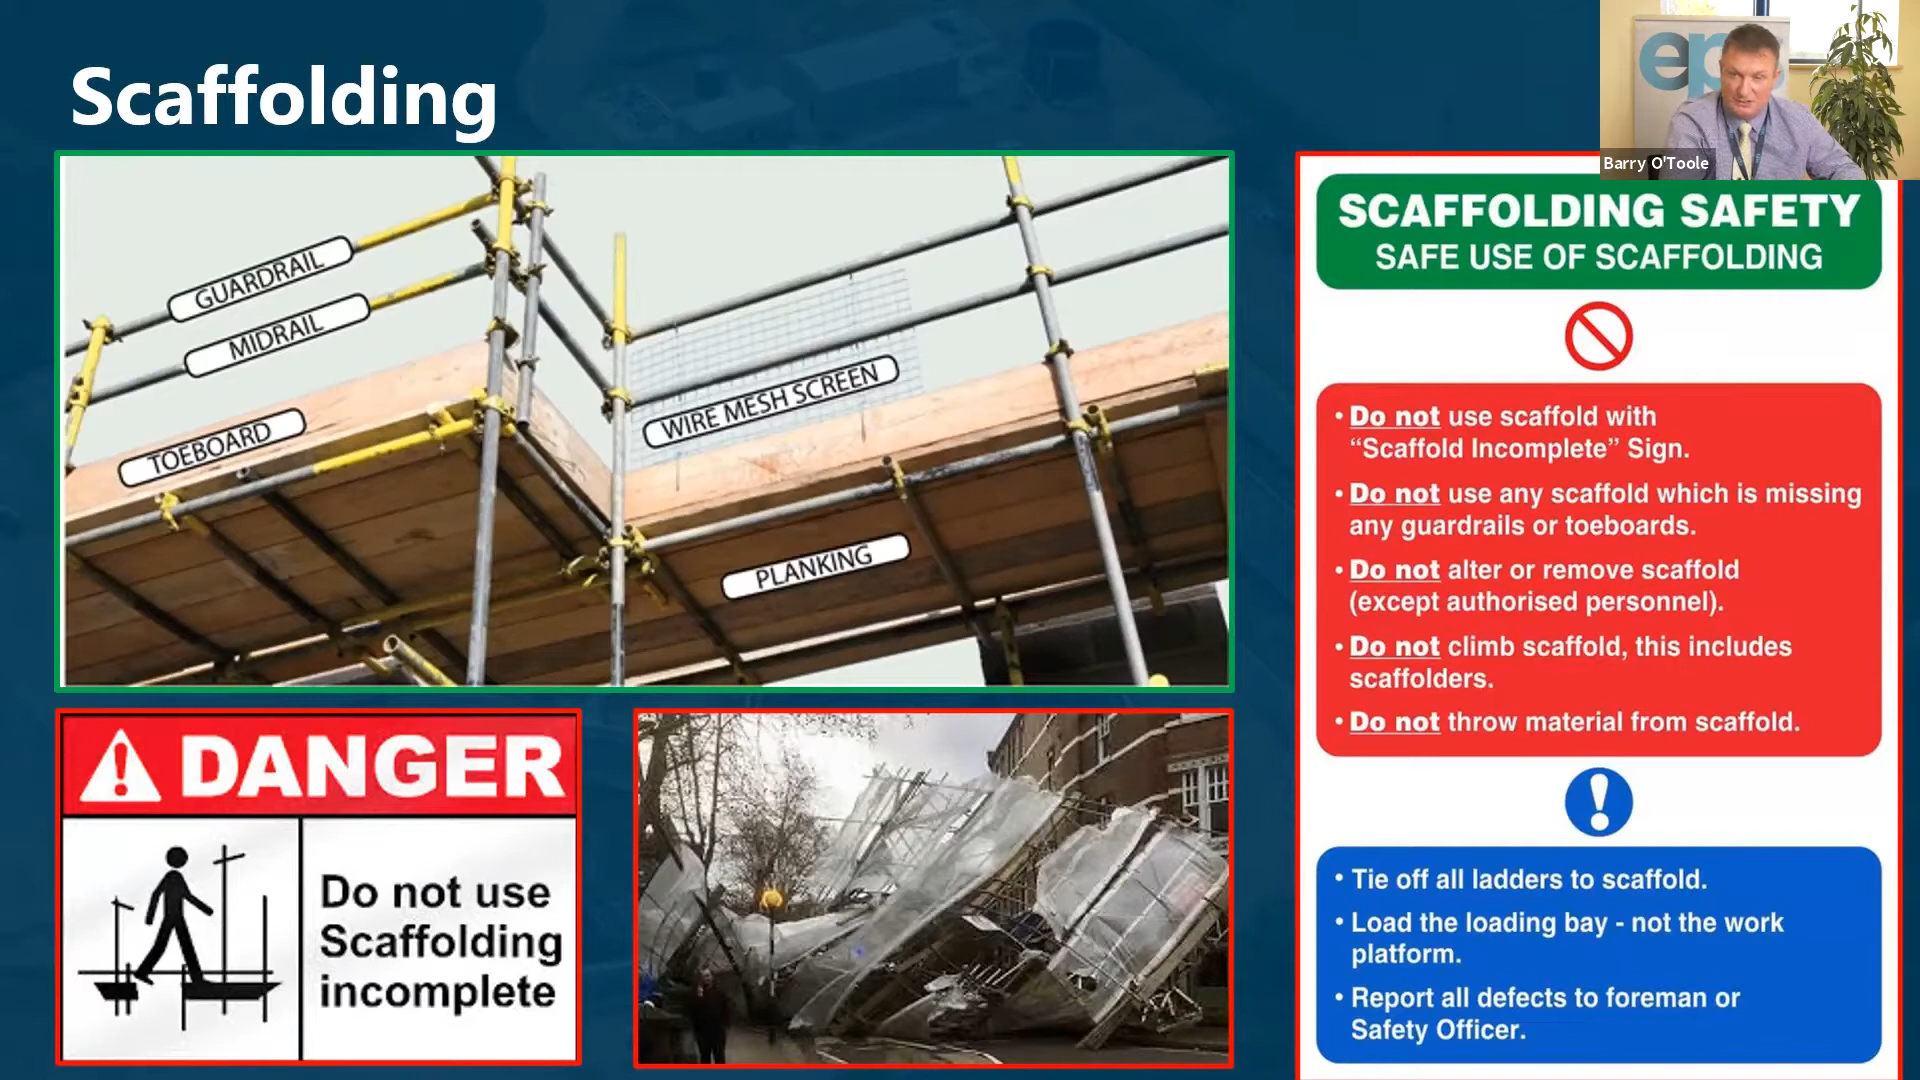 Scaffolding
GUARDRAIL
MIDRAIL
TOEBOARD
WIRE MESH SCREEN
PLANKING
DANGER
Do not use
Scaffolding
incomplete
Barry O'Toole
SCAFFOLDING SAFETY
SAFE USE OF SCAFFOLDING
• Do not use scaffold with
“Scaffold Incomplete” Sign.
• Do not use any scaffold which is missing
any guardrails or toeboards.
• Do not alter or remove scaffold
(except authorised personnel).
• Do not climb scaffold, this includes
scaffolders.
• Do not throw material from scaffold.
• Tie off all ladders to scaffold.
• Load the loading bay - not the work
platform.
• Report all defects to foreman or
Safety Officer.